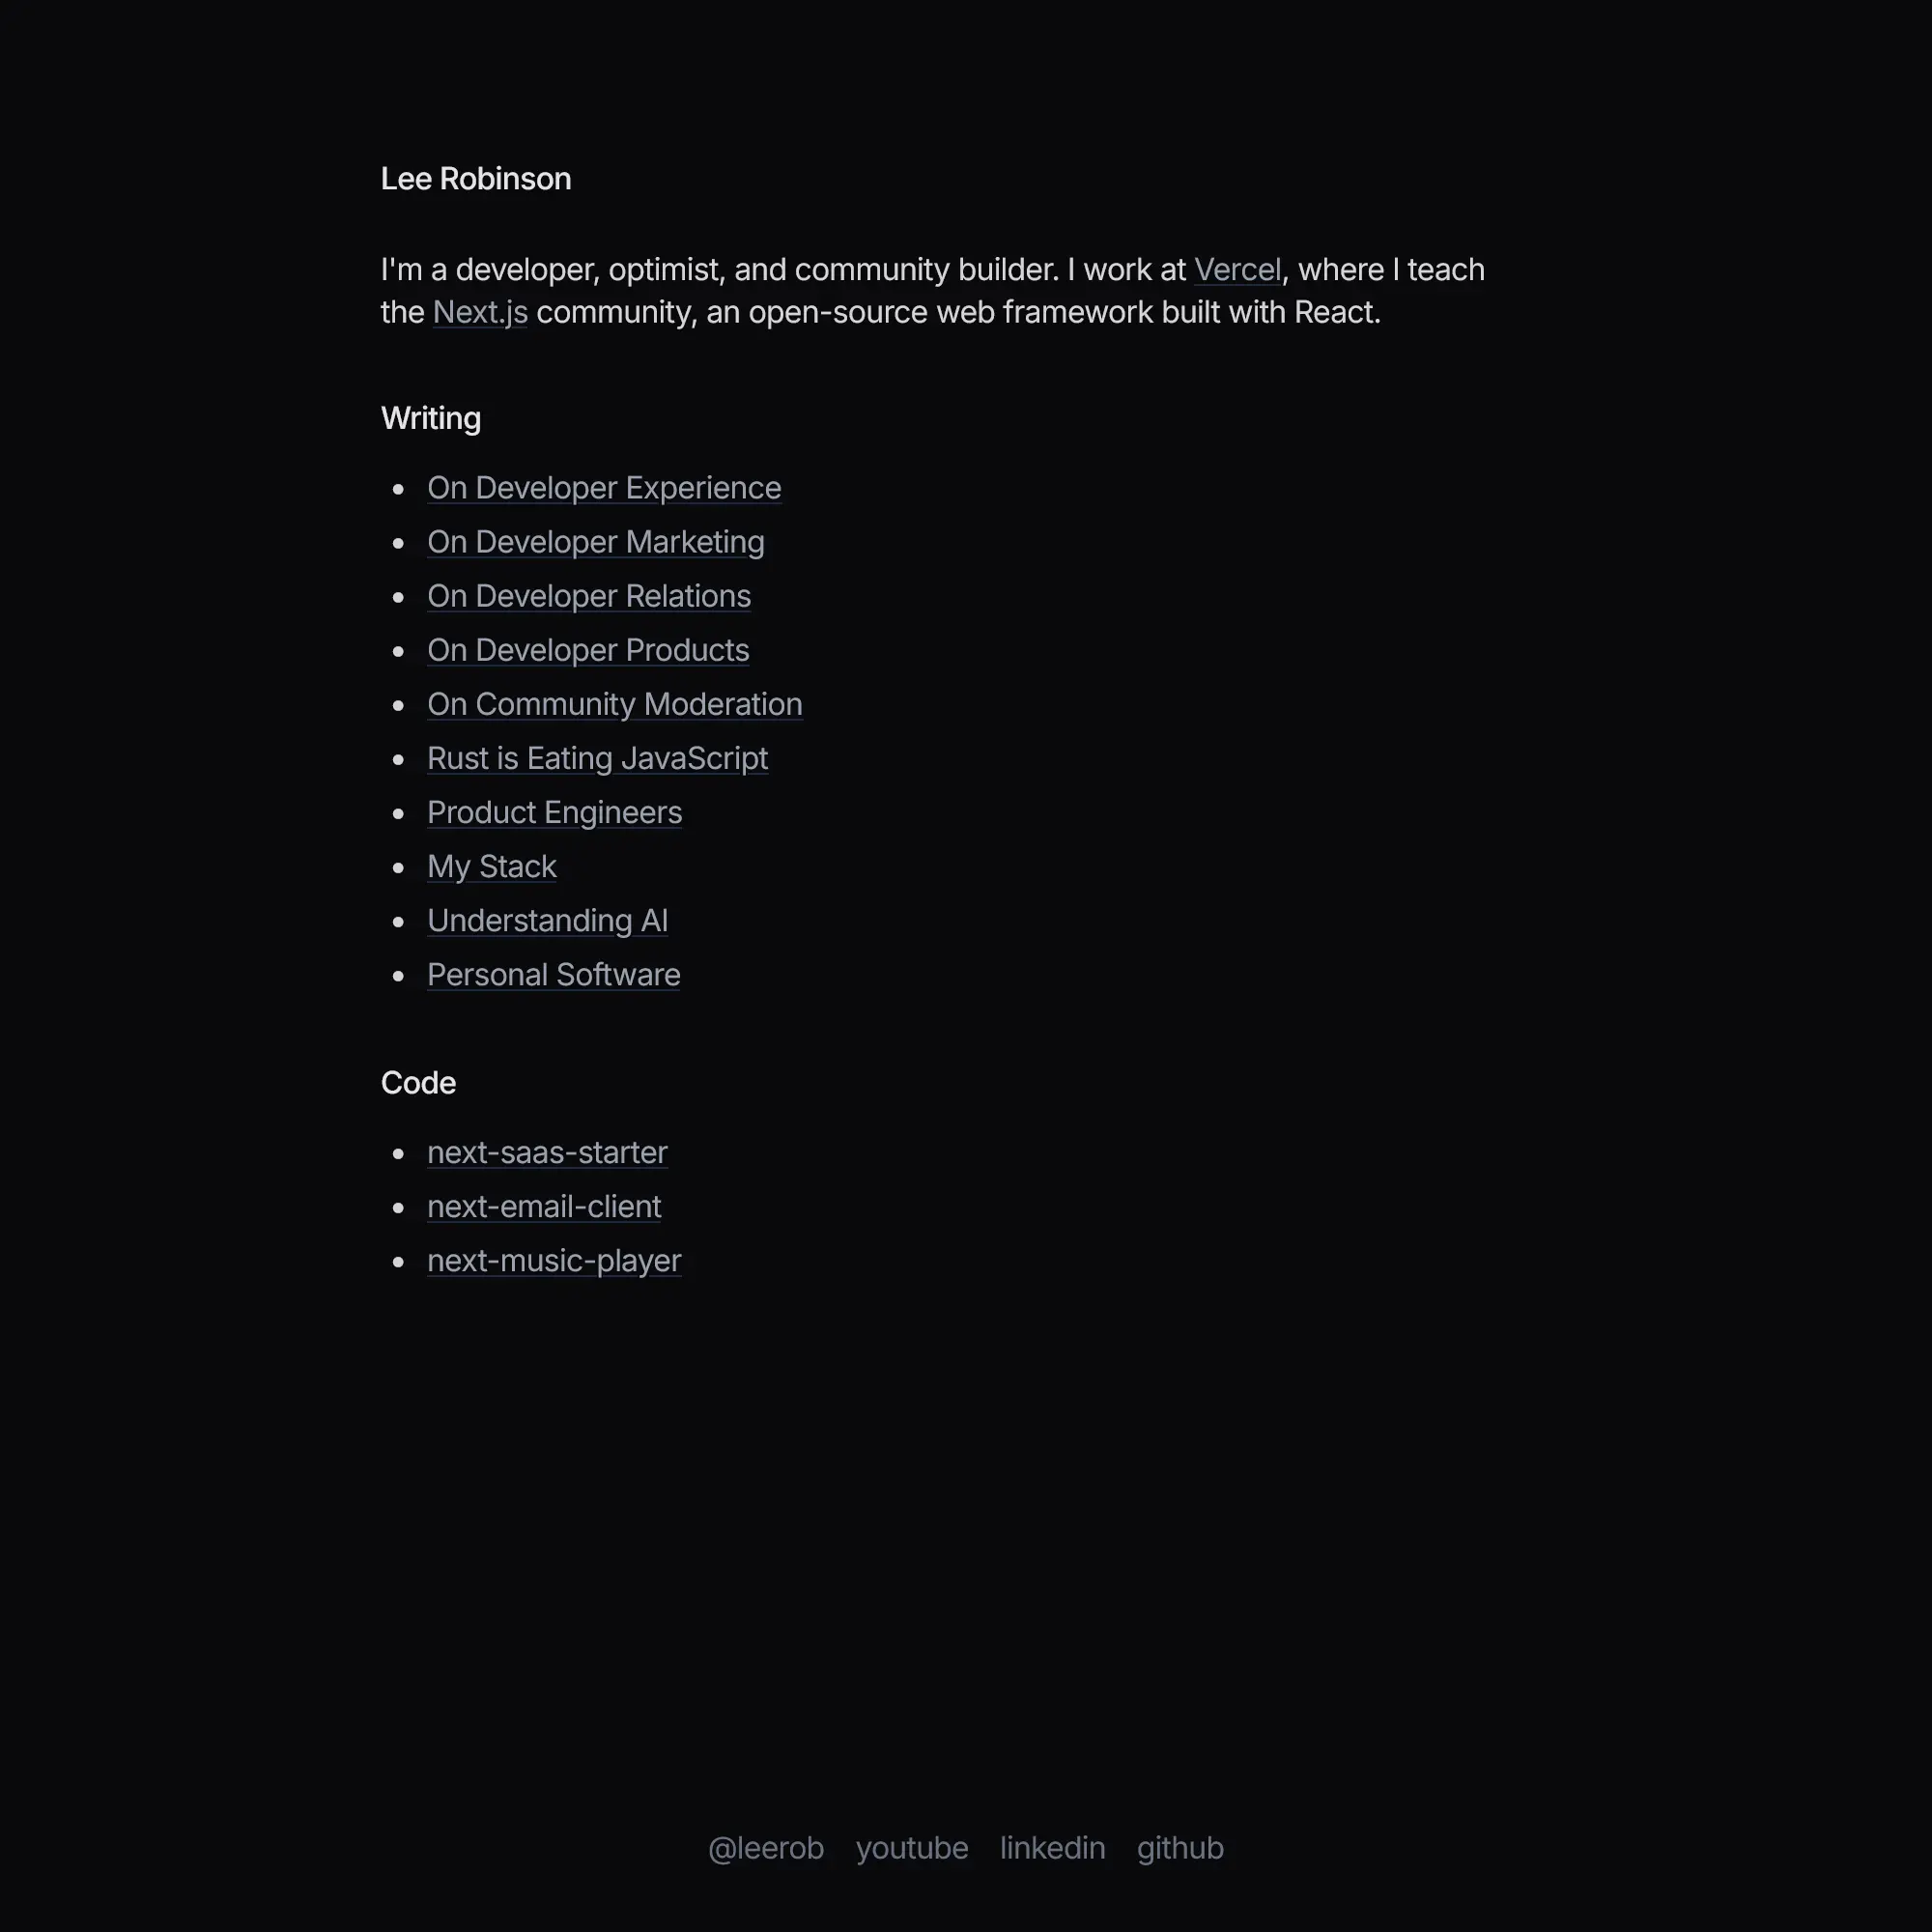 Lee Robinson
I'm a developer, optimist, and community builder. I work at Vercel, where I teach
the Next.js community, an open-source web framework built with React.
Writing
• On Developer Experience
• On Developer Marketing
• On Developer Relations
• On Developer Products
• On Community Moderation
• Rust is Eating JavaScript
• Product Engineers
• My Stack
• Understanding AI
• Personal Software
Code
• next-saas-starter
• next-email-client
• next-music-player
@leerob youtube linkedin github